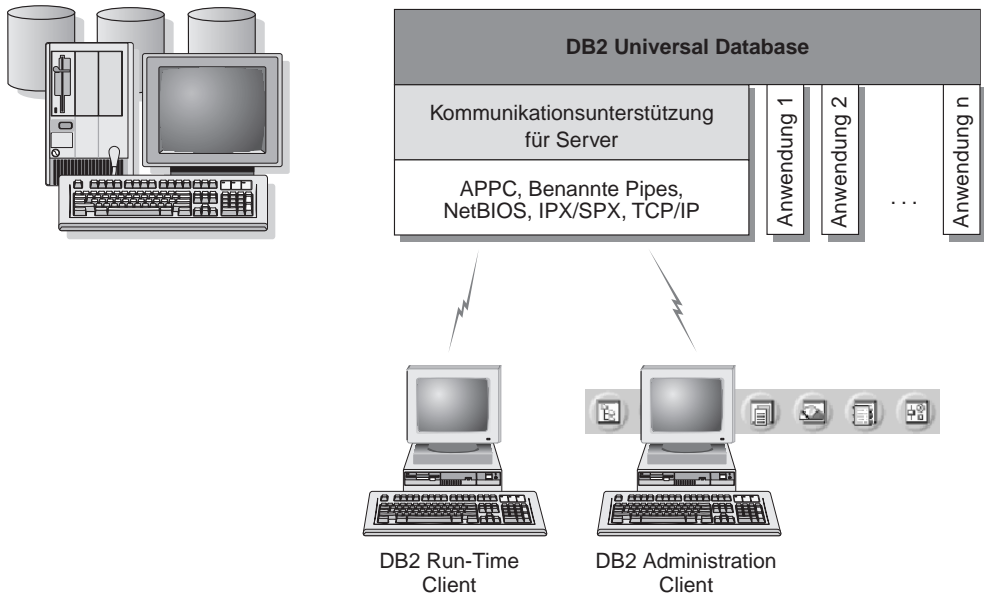 DB2 Universal Database
Kommunikationsunterstützung
für Server
APPC, Benannte Pipes,
NetBIOS, IPX/SPX, TCP/IP
Anwendung 1
Anwendung 2
. . .
Anwendung n
DB2 Run-Time
Client
DB2 Administration
Client